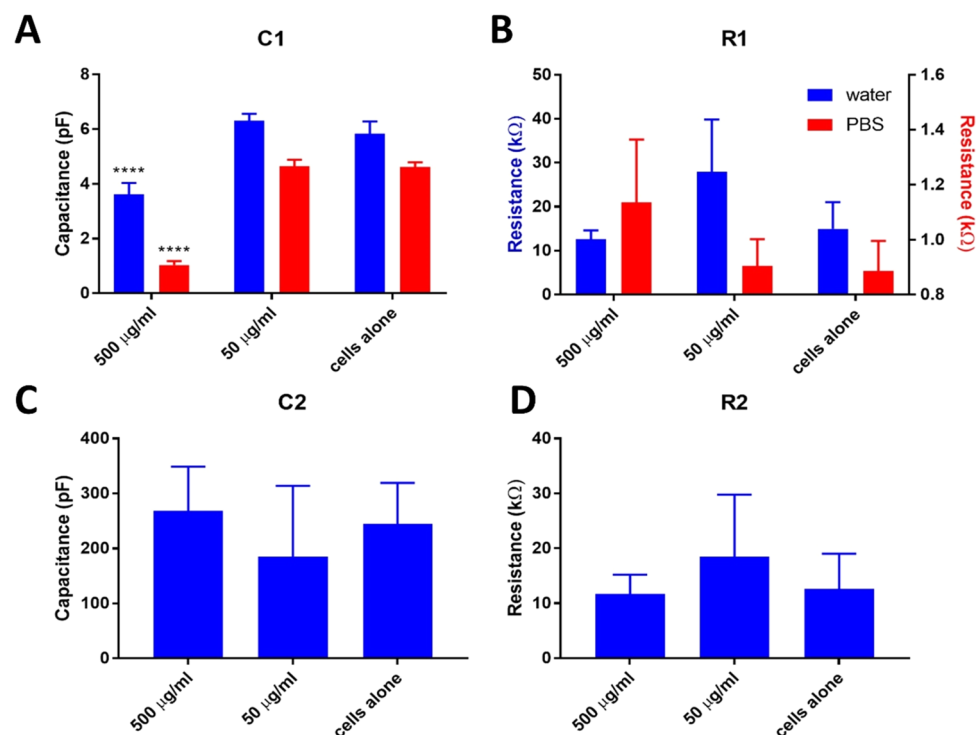 A
C1
Capacitance (pF)
8
6
4
2
0
****
****
500 μg/ml
50 μg/ml
cells alone
B
R1
Resistance (kΩ)
50
40
30
20
10
0
water
PBS
1.6
1.4
1.2
1.0
0.8
Resistance (kΩ)
500 μg/ml
50 μg/ml
cells alone
C
C2
Capacitance (pF)
400
300
200
100
0
500 μg/ml
50 μg/ml
cells alone
D
R2
Resistance (kΩ)
40
30
20
10
0
500 μg/ml
50 μg/ml
cells alone